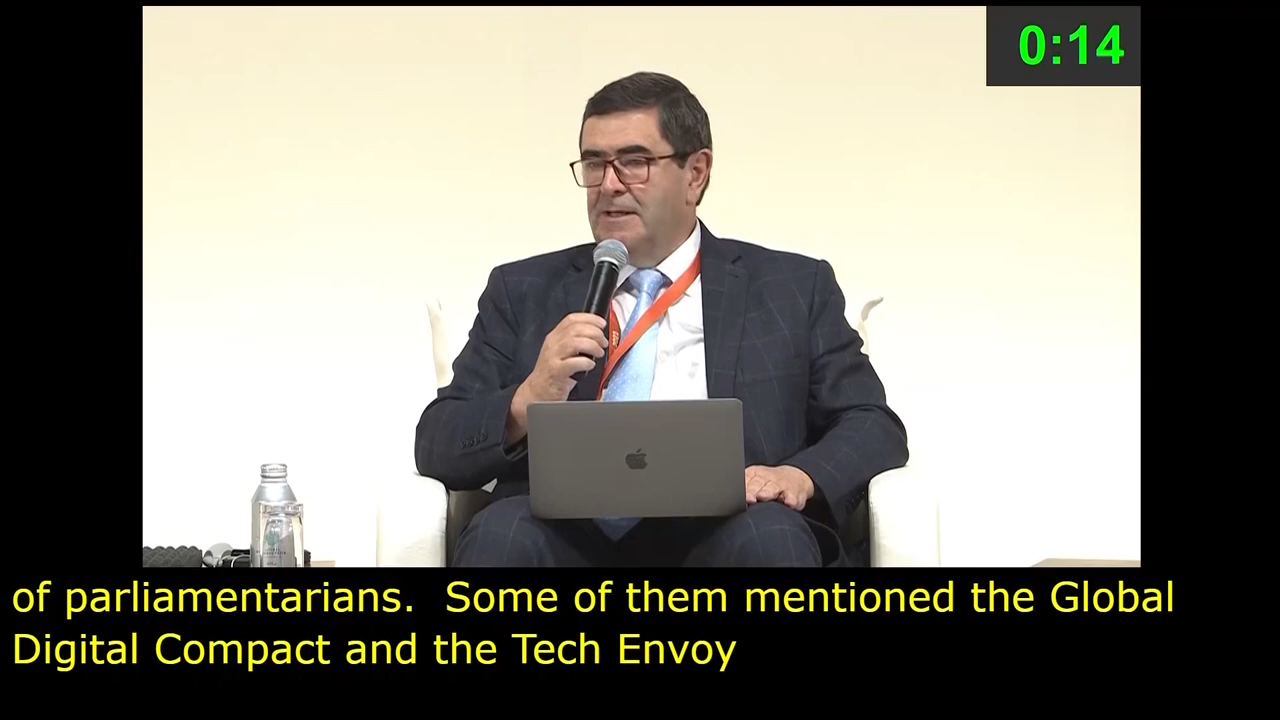 0:14
of parliamentarians.  Some of them mentioned the Global
Digital Compact and the Tech Envoy